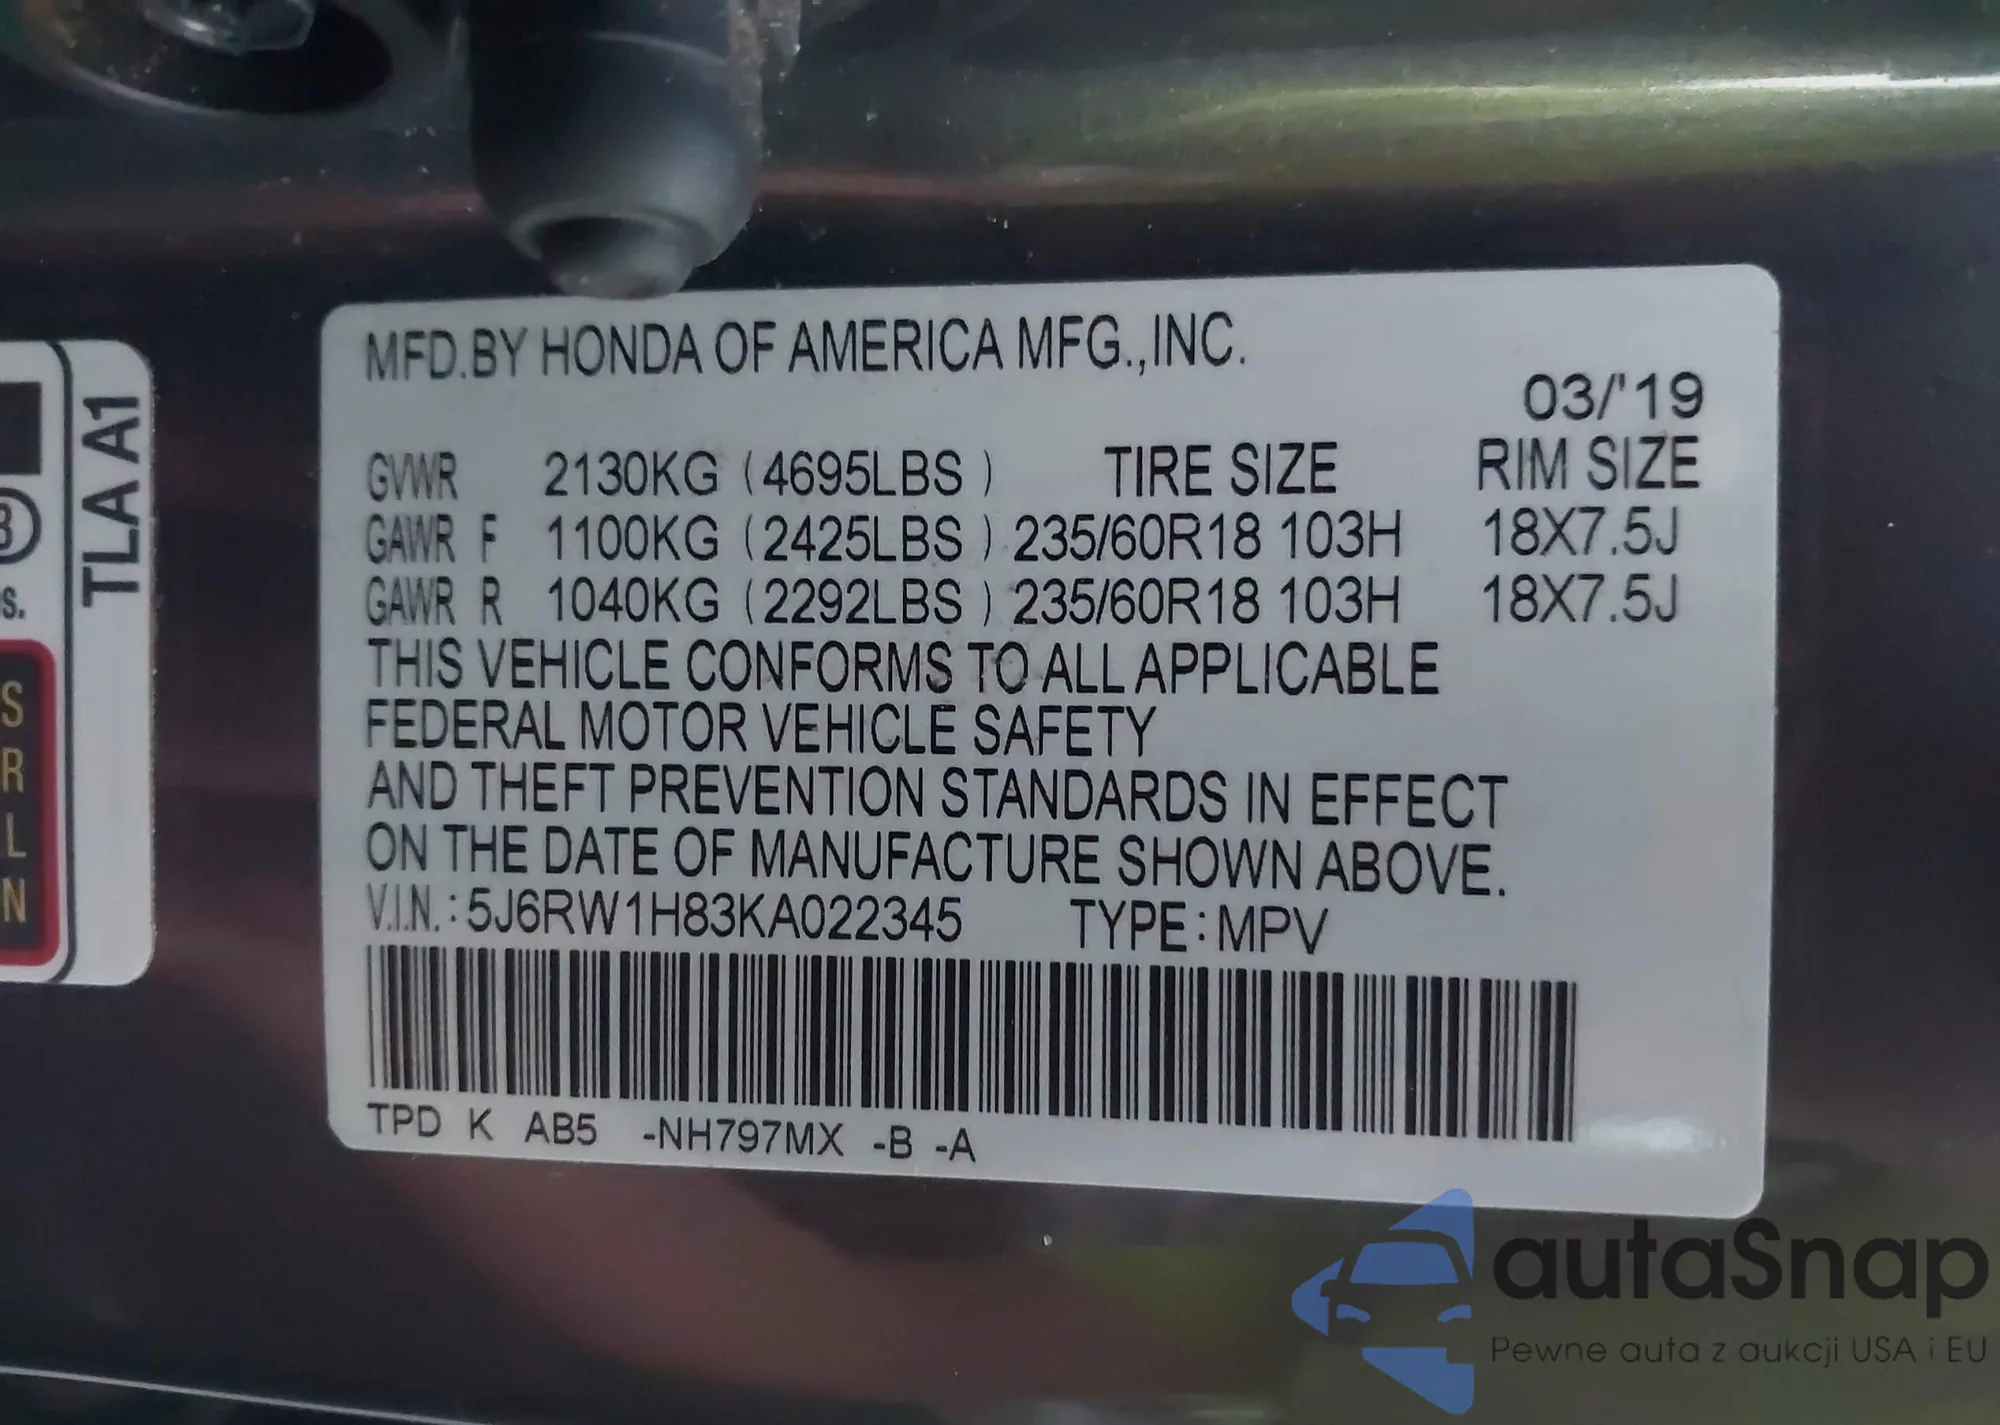 MFD.BY HONDA OF AMERICA MFG.,INC.
03/'19
GVWR 2130KG (4695LBS ) TIRE SIZE RIM SIZE
GAWR F 1100KG (2425LBS ) 235/60R18 103H 18X7.5J
GAWR R 1040KG (2292LBS ) 235/60R18 103H 18X7.5J
THIS VEHICLE CONFORMS TO ALL APPLICABLE
FEDERAL MOTOR VEHICLE SAFETY
AND THEFT PREVENTION STANDARDS IN EFFECT
ON THE DATE OF MANUFACTURE SHOWN ABOVE.
V.I.N.: 5J6RW1H83KA022345 TYPE: MPV
TPD K AB5 -NH797MX -B -A
TLA A1
S
R
L
N
autaSnap
Pewne auta z aukcji USA i EU